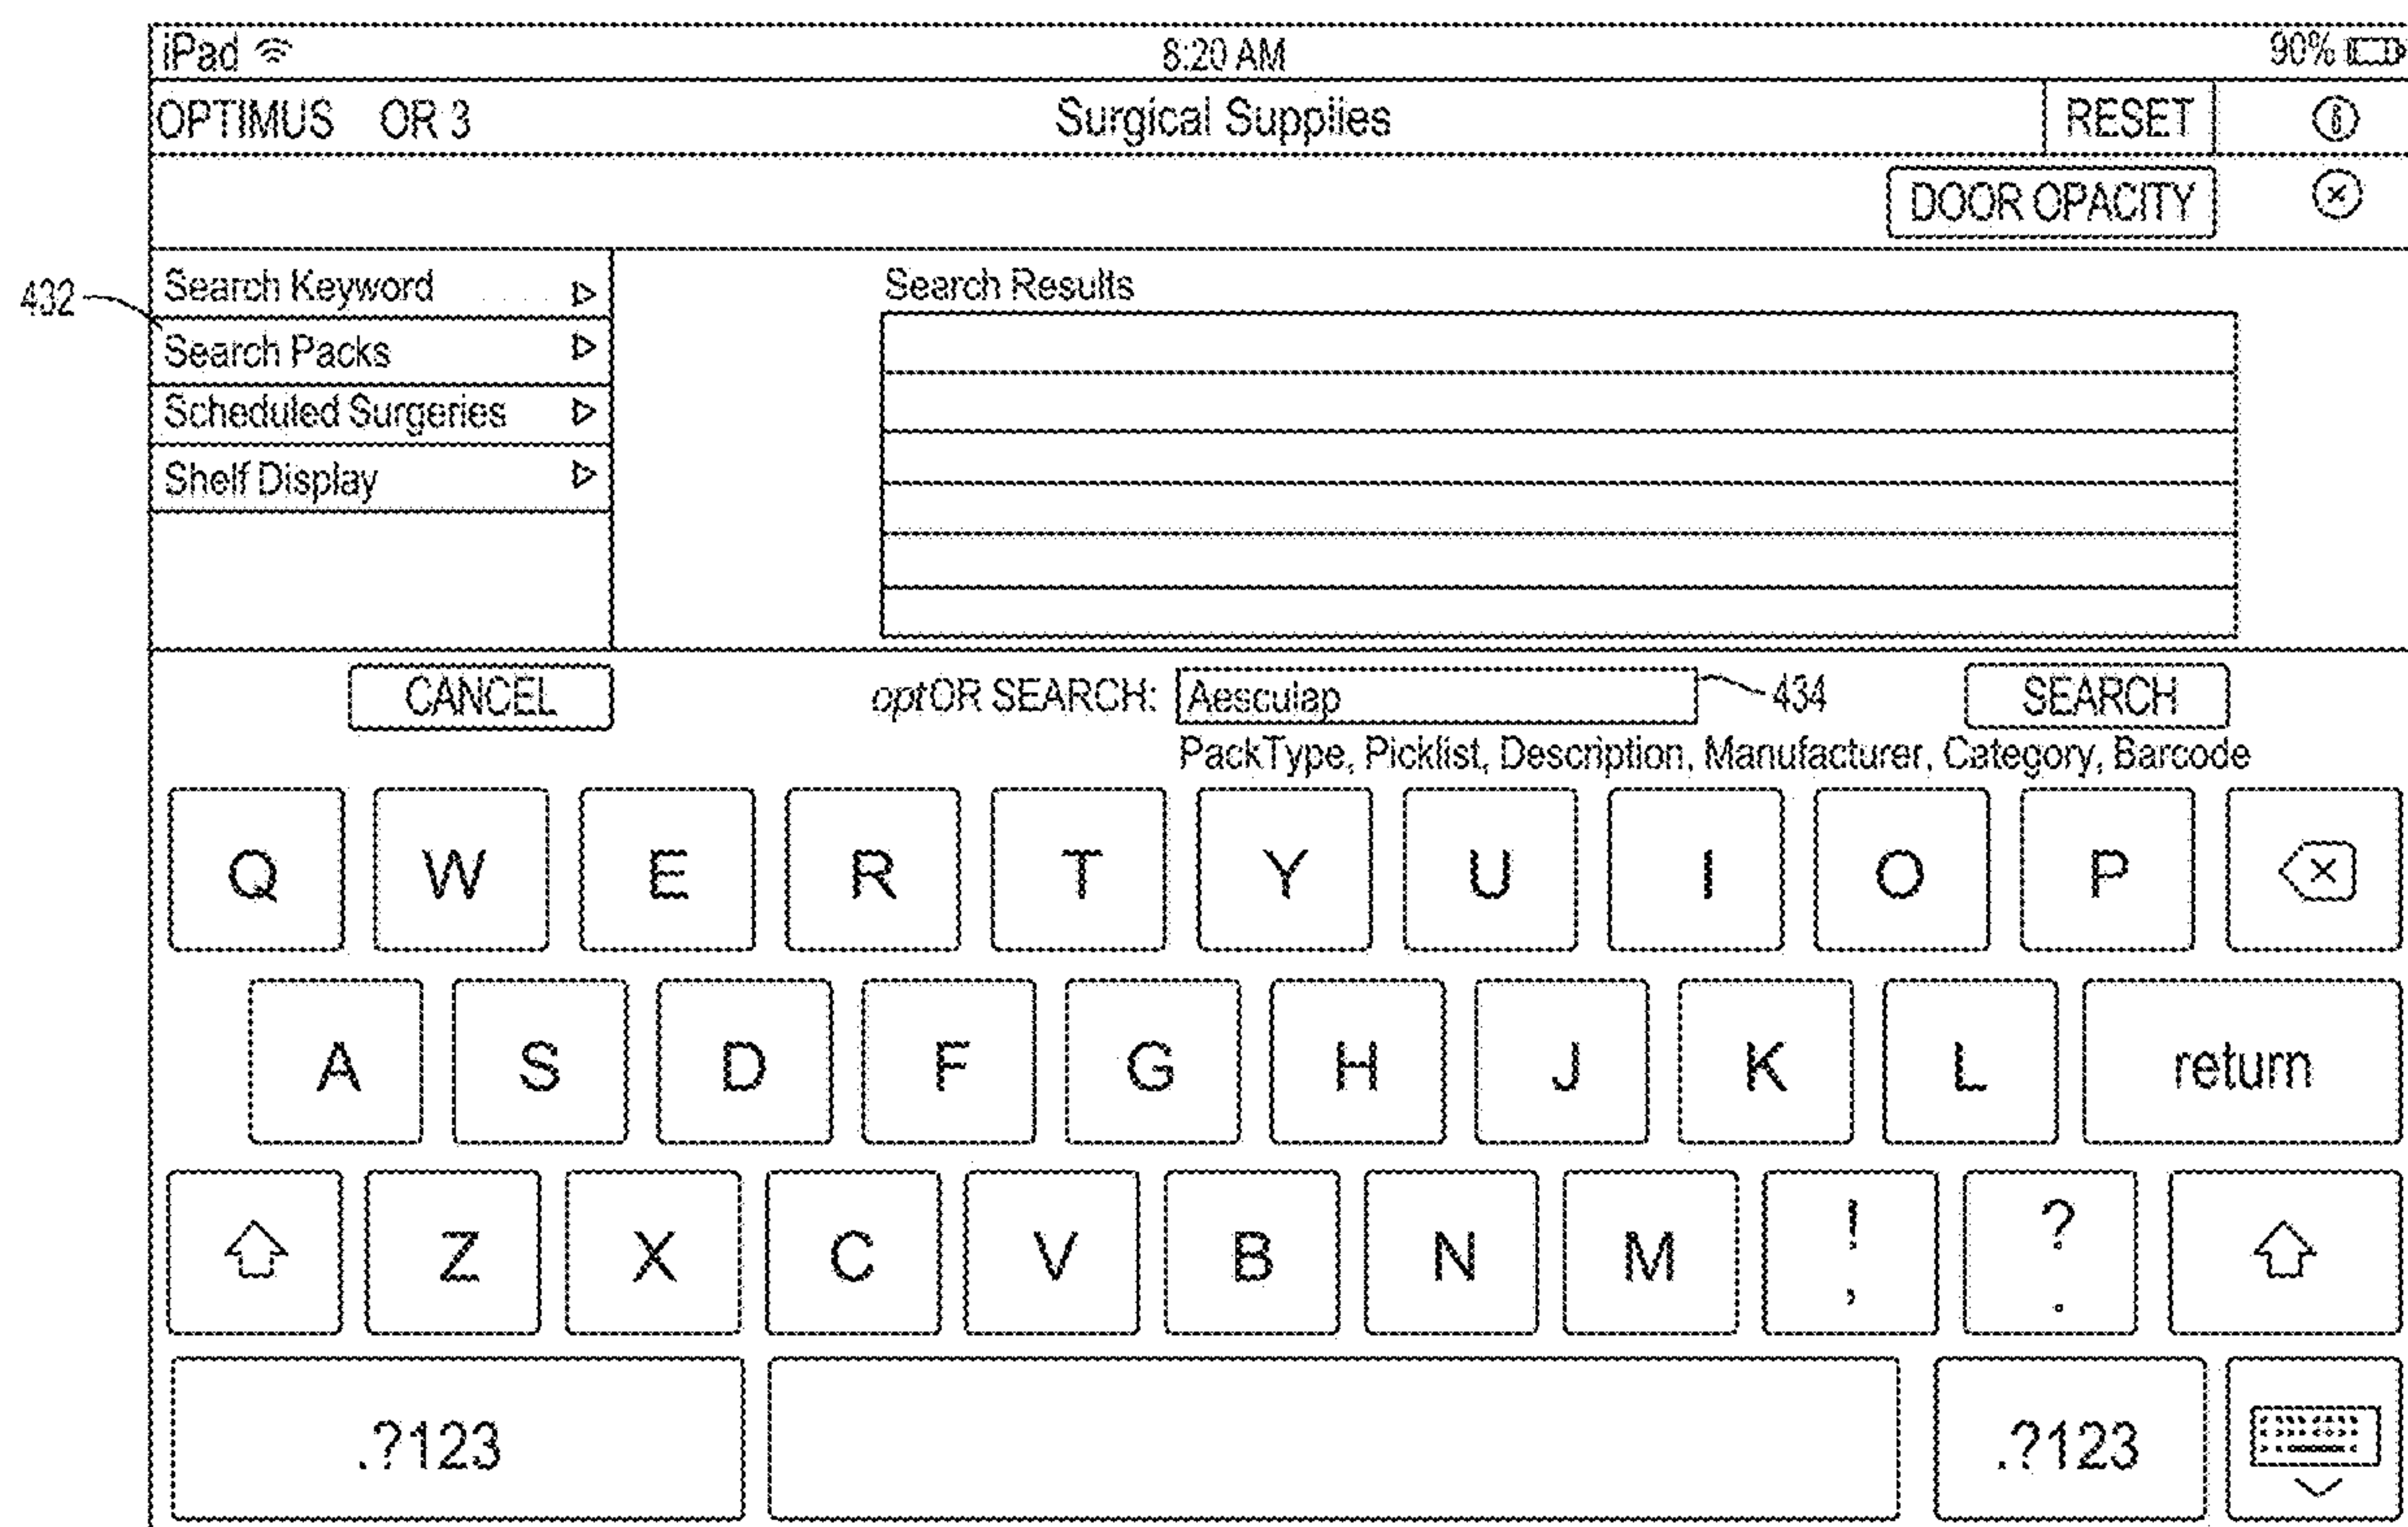 iPad 8:20 AM 90%
OPTIMUS OR 3 Surgical Supplies RESET
DOOR OPACITY
432
Search Keyword
Search Packs
Scheduled Surgeries
Shelf Display
Search Results
CANCEL optOR SEARCH: Aesculap 434 SEARCH
PackType, Picklist, Description, Manufacturer, Category, Barcode
Q W E R T Y U I O P
A S D F G H J K L return
Z X C V B N M ! , ? .
.?123 .?123